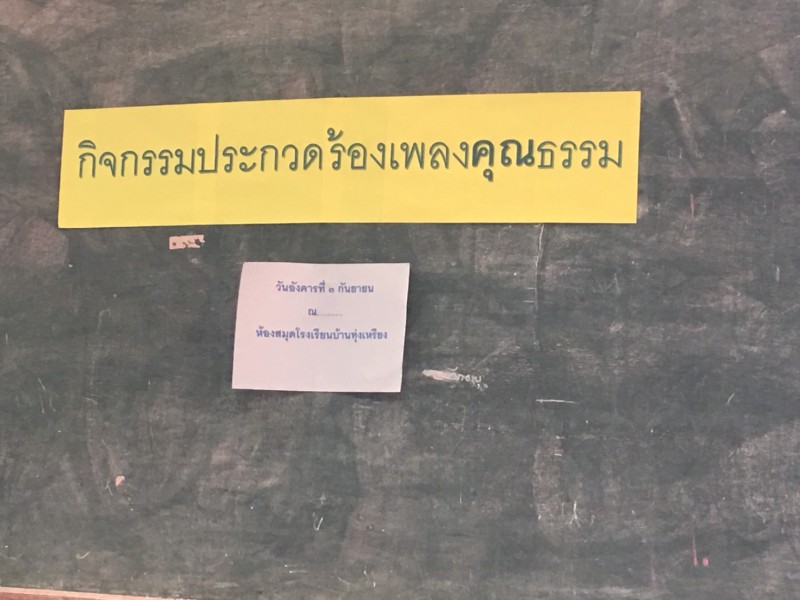 กิจกรรมประกวดร้องเพลงคุณธรรม
วันอังคารที่ ๑ กันยายน
ณ..........
ห้องสมุดโรงเรียนบ้านทุ่งเหรียง